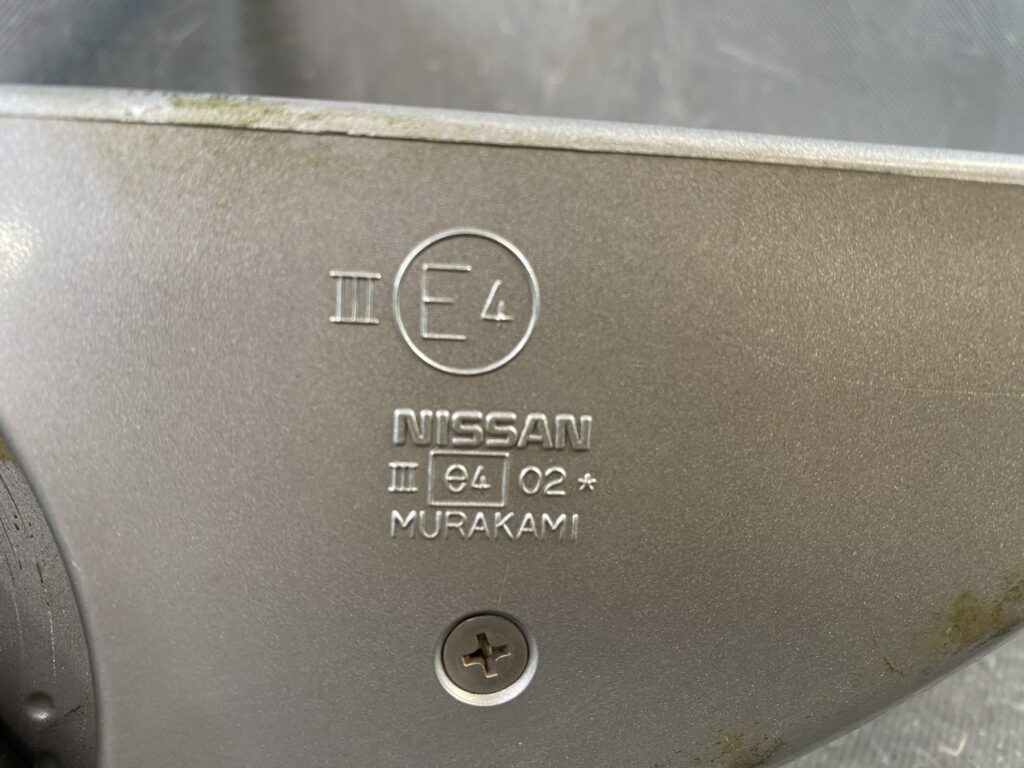 III E4
NISSAN
III e4 02 *
MURAKAMI